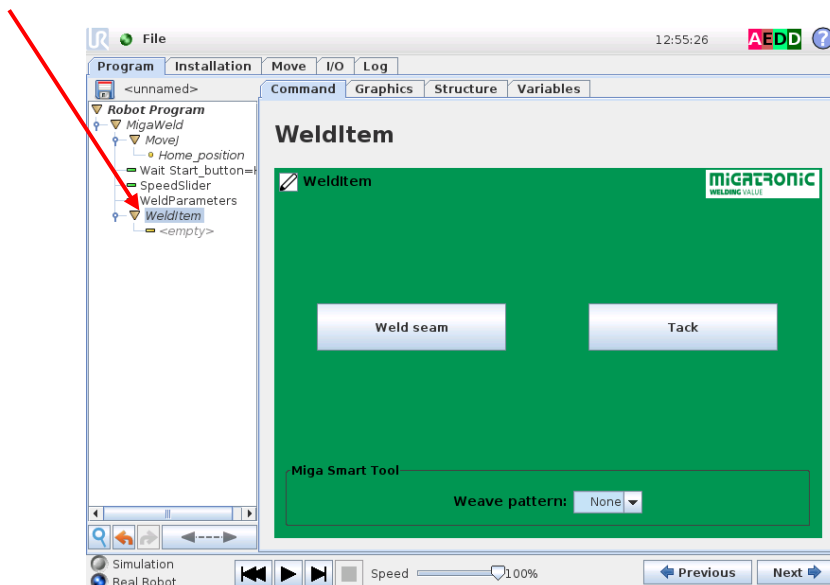 File 12:55:26 AEDD ?
Program Installation Move I/O Log
<unnamed> Command Graphics Structure Variables
Robot Program
MigaWeld
MoveJ
Home_position
Wait Start_button=H
SpeedSlider
WeldParameters
WeldItem
<empty>
WeldItem
WeldItem
MIGATRONIC
WELDING VALUE
Weld seam Tack
Miga Smart Tool
Weave pattern: None
Simulation
Real Robot
Speed 100% Previous Next